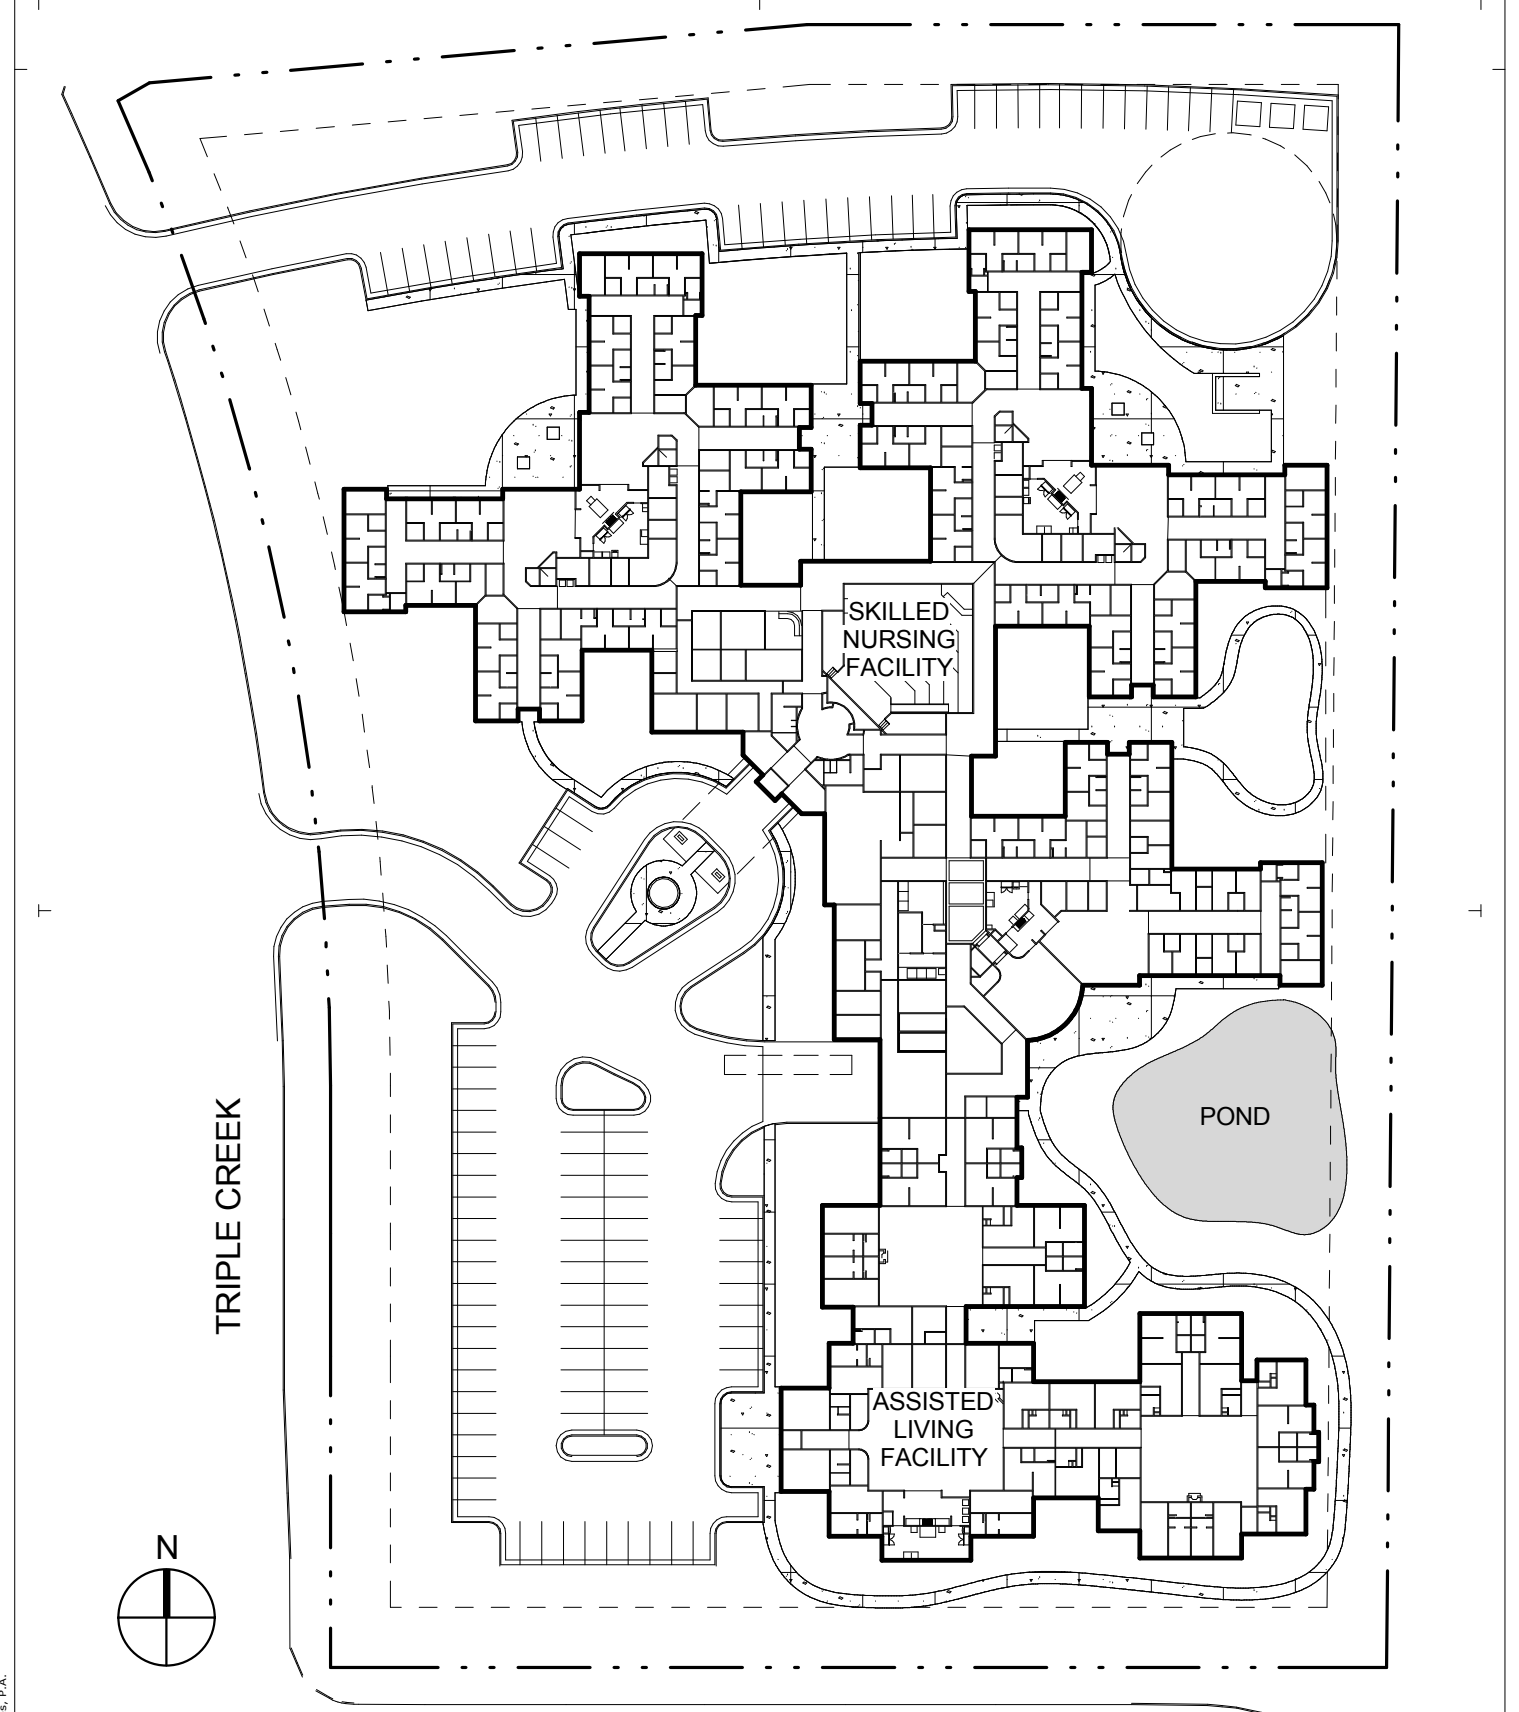 SKILLED
NURSING
FACILITY
POND
TRIPLE CREEK
ASSISTED
LIVING
FACILITY
N
s, P.A.